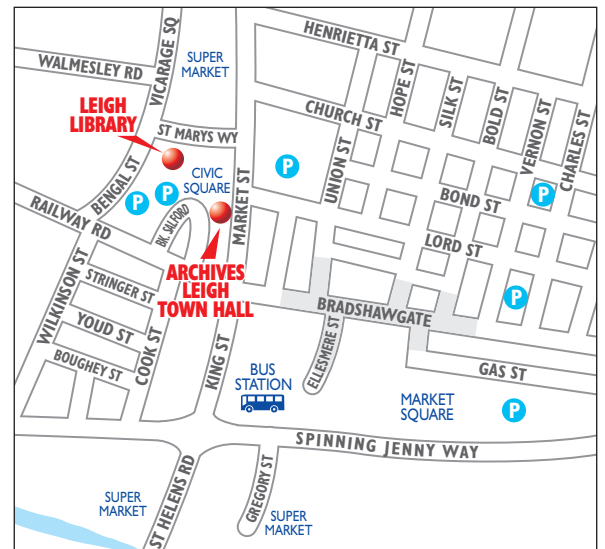 HENRIETTA ST
WALMESLEY RD
VICARAGE SQ
SUPER
MARKET
HOPE ST
SILK ST
BOLD ST
VERNON ST
CHARLES ST
LEIGH
LIBRARY
CHURCH ST
ST MARYS WY
UNION ST
BENGAL ST
CIVIC
SQUARE
P
P
P
P
BOND ST
RAILWAY RD
BK. SALFORD
MARKET ST
LORD ST
ARCHIVES
LEIGH
TOWN HALL
P
WILKINSON ST
STRINGER ST
BRADSHAWGATE
YOUD ST
COOK ST
KING ST
ELLESMERE ST
BOUGHEY ST
BUS
STATION
GAS ST
MARKET
SQUARE
P
SPINNING JENNY WAY
ST HELENS RD
GREGORY ST
SUPER
MARKET
SUPER
MARKET